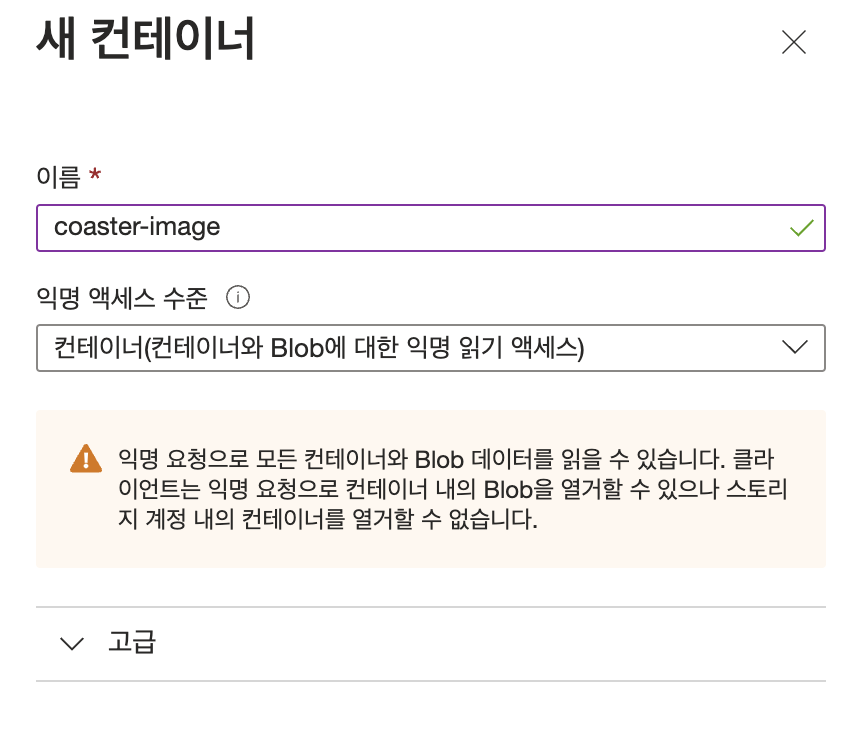 새 컨테이너
이름 *
coaster-image
익명 액세스 수준
컨테이너(컨테이너와 Blob에 대한 익명 읽기 액세스)
익명 요청으로 모든 컨테이너와 Blob 데이터를 읽을 수 있습니다. 클라
이언트는 익명 요청으로 컨테이너 내의 Blob을 열거할 수 있으나 스토리
지 계정 내의 컨테이너를 열거할 수 없습니다.
고급